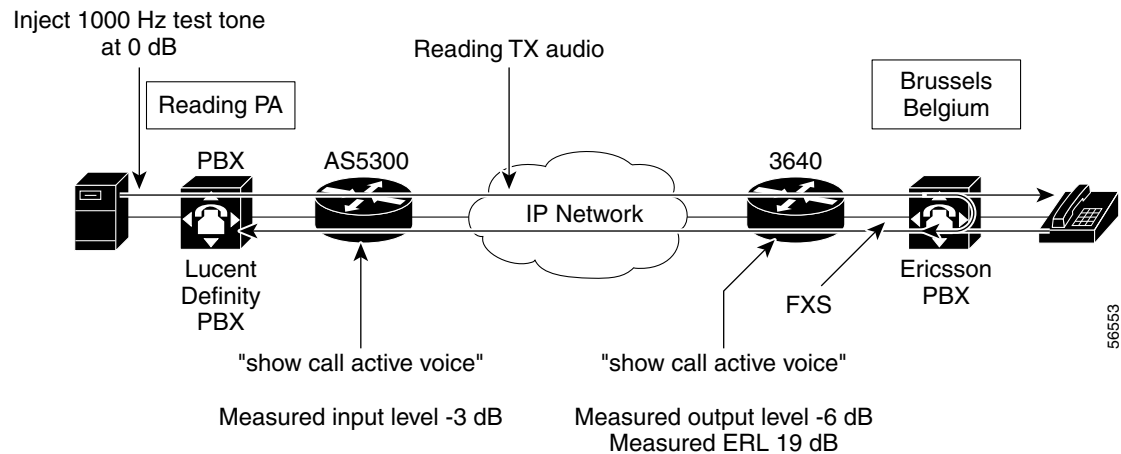 Inject 1000 Hz test tone
at 0 dB
Reading TX audio
Reading PA
Brussels
Belgium
PBX
AS5300
3640
IP Network
Lucent
Definity
PBX
FXS
Ericsson
PBX
"show call active voice"
"show call active voice"
Measured input level -3 dB
Measured output level -6 dB
Measured ERL 19 dB
56553